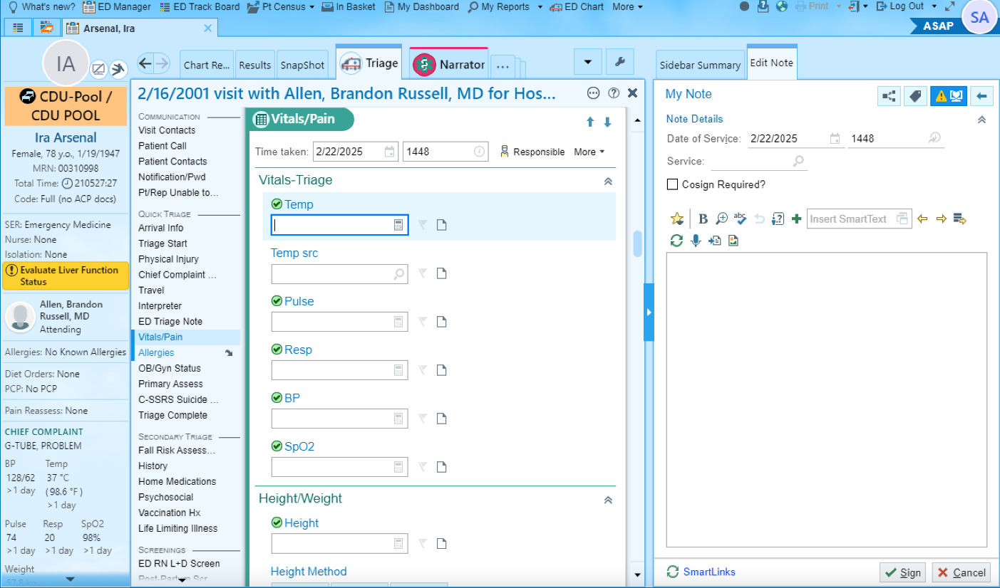 What's new? ED Manager ED Track Board Pt Census In Basket My Dashboard My Reports ED Chart More Print Log Out
SA
Arsenal, Ira
ASAP
IA
Chart Re... Results SnapShot Triage Narrator ...
Sidebar Summary Edit Note
CDU-Pool /
CDU POOL
Ira Arsenal
Female, 78 y.o., 1/19/1947
MRN: 00310998
Total Time: 210527:27
Code: Full (no ACP docs)
SER: Emergency Medicine
Nurse: None
Isolation: None
Evaluate Liver Function
Status
Allen, Brandon
Russell, MD
Attending
Allergies: No Known Allergies
Diet Orders: None
PCP: No PCP
Pain Reassess: None
CHIEF COMPLAINT
G-TUBE, PROBLEM
BP Temp
128/62 37 °C
>1 day (98.6 °F)
>1 day
Pulse Resp SpO2
74 20 98%
>1 day >1 day >1 day
Weight
57.8 kg
2/16/2001 visit with Allen, Brandon Russell, MD for Hos...
COMMUNICATION
Visit Contacts
Patient Call
Patient Contacts
Notification/Pwd
Pt/Rep Unable to...
QUICK TRIAGE
Arrival Info
Triage Start
Physical Injury
Chief Complaint ...
Travel
Interpreter
ED Triage Note
Vitals/Pain
Allergies
OB/Gyn Status
Primary Assess
C-SSRS Suicide ...
Triage Complete
SECONDARY TRIAGE
Fall Risk Assess...
History
Home Medications
Psychosocial
Vaccination Hx
Life Limiting Illness
SCREENINGS
ED RN L+D Screen
Post-Partum Scr
Vitals/Pain
Time taken: 2/22/2025 1448 Responsible More
Vitals-Triage
Temp
Temp src
Pulse
Resp
BP
SpO2
Height/Weight
Height
Height Method
My Note
Note Details
Date of Service: 2/22/2025 1448
Service:
Cosign Required?
B abc Insert SmartText
SmartLinks Sign Cancel